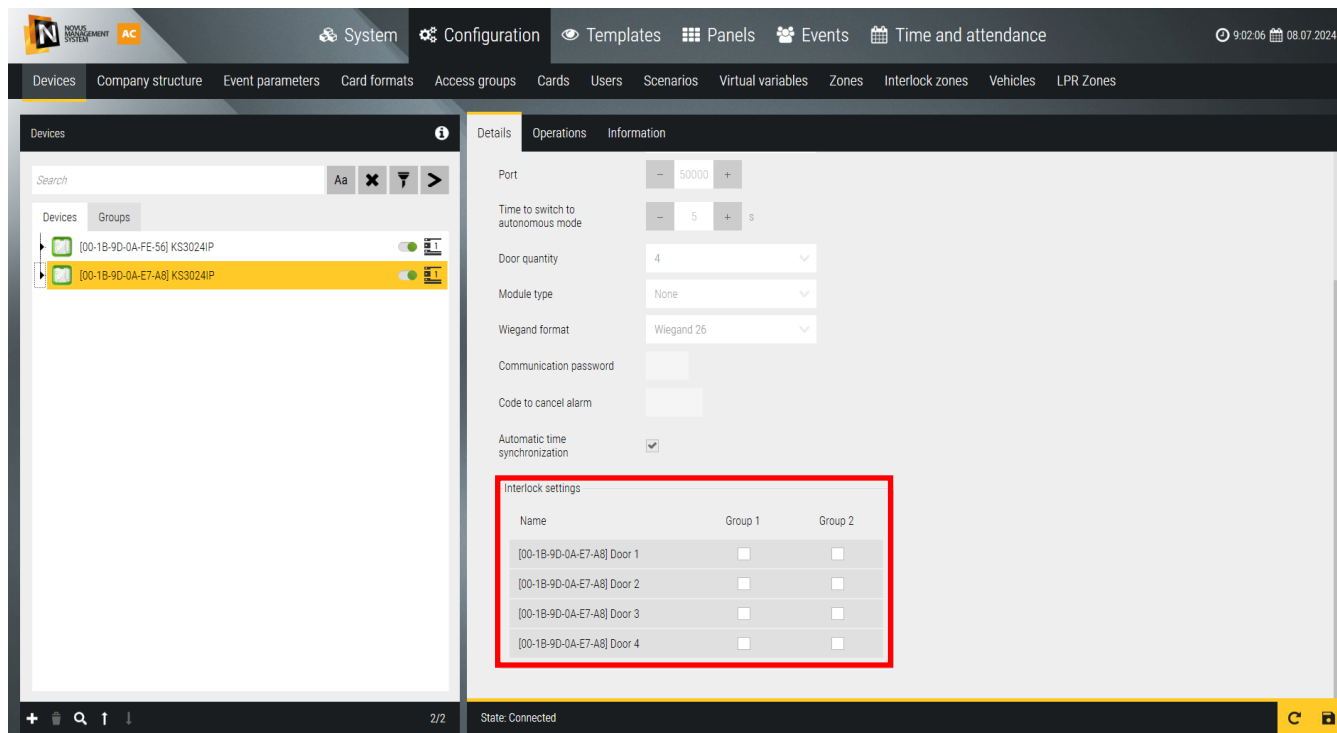 NOVUS
MANAGEMENT
SYSTEM
AC
System
Configuration
Templates
Panels
Events
Time and attendance
9:02:06 08.07.2024
Devices
Company structure
Event parameters
Card formats
Access groups
Cards
Users
Scenarios
Virtual variables
Zones
Interlock zones
Vehicles
LPR Zones
Devices
Search
Aa
Devices
Groups
[00-1B-9D-0A-FE-56] KS3024IP
1
[00-1B-9D-0A-E7-A8] KS3024IP
1
2/2
Details
Operations
Information
Port
− 50000 +
Time to switch to
autonomous mode
− 5 + s
Door quantity
4
Module type
None
Wiegand format
Wiegand 26
Communication password
Code to cancel alarm
Automatic time
synchronization
Interlock settings
Name Group 1 Group 2
[00-1B-9D-0A-E7-A8] Door 1
[00-1B-9D-0A-E7-A8] Door 2
[00-1B-9D-0A-E7-A8] Door 3
[00-1B-9D-0A-E7-A8] Door 4
State: Connected